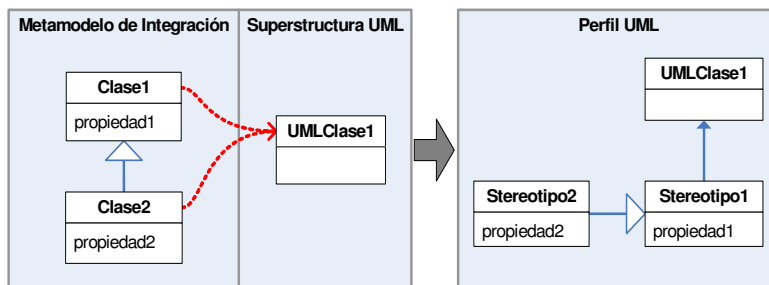 Metamodelo de Integración
Superstructura UML
Clase1
propiedad1
Clase2
propiedad2
UMLClase1
Perfil UML
UMLClase1
Stereotipo2
propiedad2
Stereotipo1
propiedad1